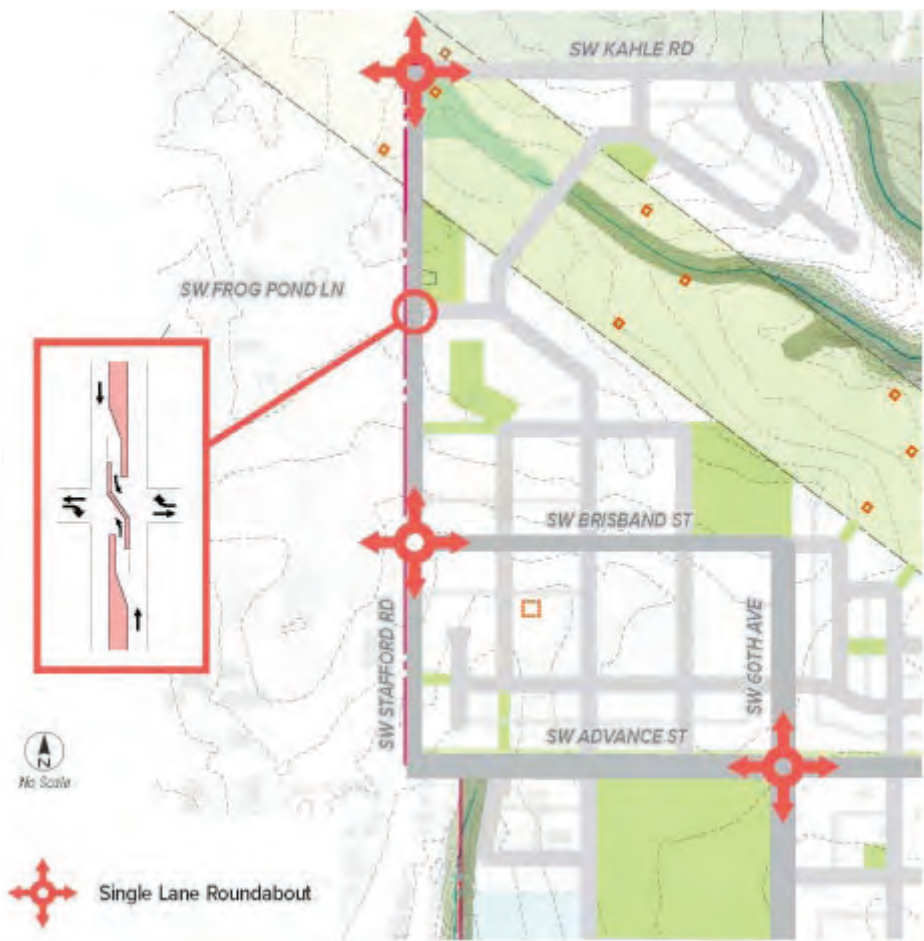 SW KAHLE RD
SW FROG POND LN
SW BRISBAND ST
SW STAFFORD RD
SW 60TH AVE
SW ADVANCE ST
N
No Scale
Single Lane Roundabout